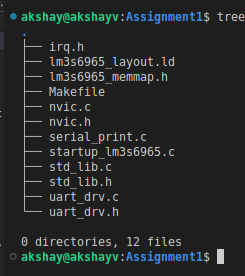 akshay@akshayv:Assignment1$ tree
.
├── irq.h
├── lm3s6965_layout.ld
├── lm3s6965_memmap.h
├── Makefile
├── nvic.c
├── nvic.h
├── serial_print.c
├── startup_lm3s6965.c
├── std_lib.c
├── std_lib.h
├── uart_drv.c
└── uart_drv.h
0 directories, 12 files
akshay@akshayv:Assignment1$